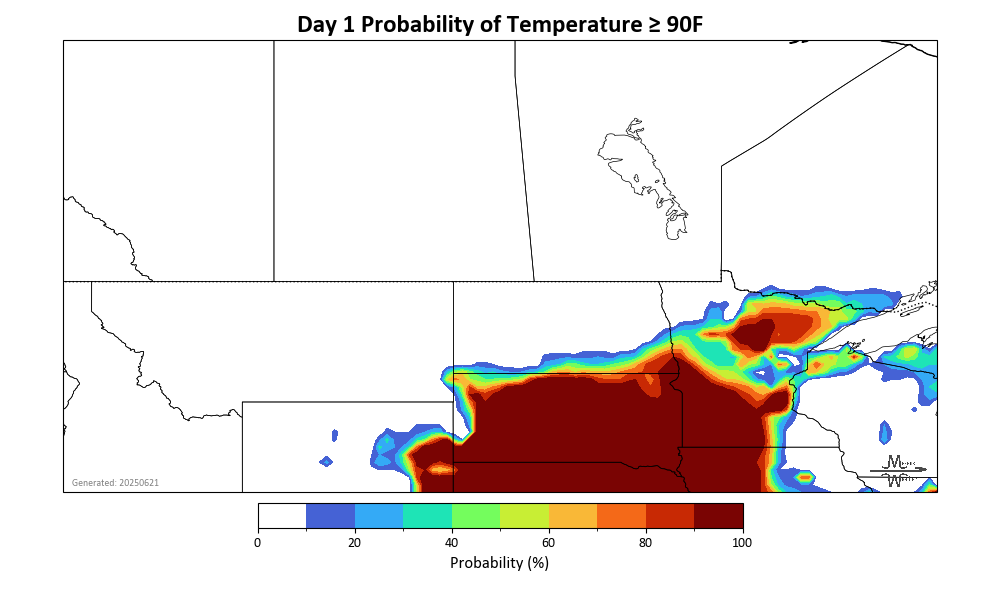 Day 1 Probability of Temperature ≥ 90F
Generated: 20250621
0 20 40 60 80 100
Probability (%)